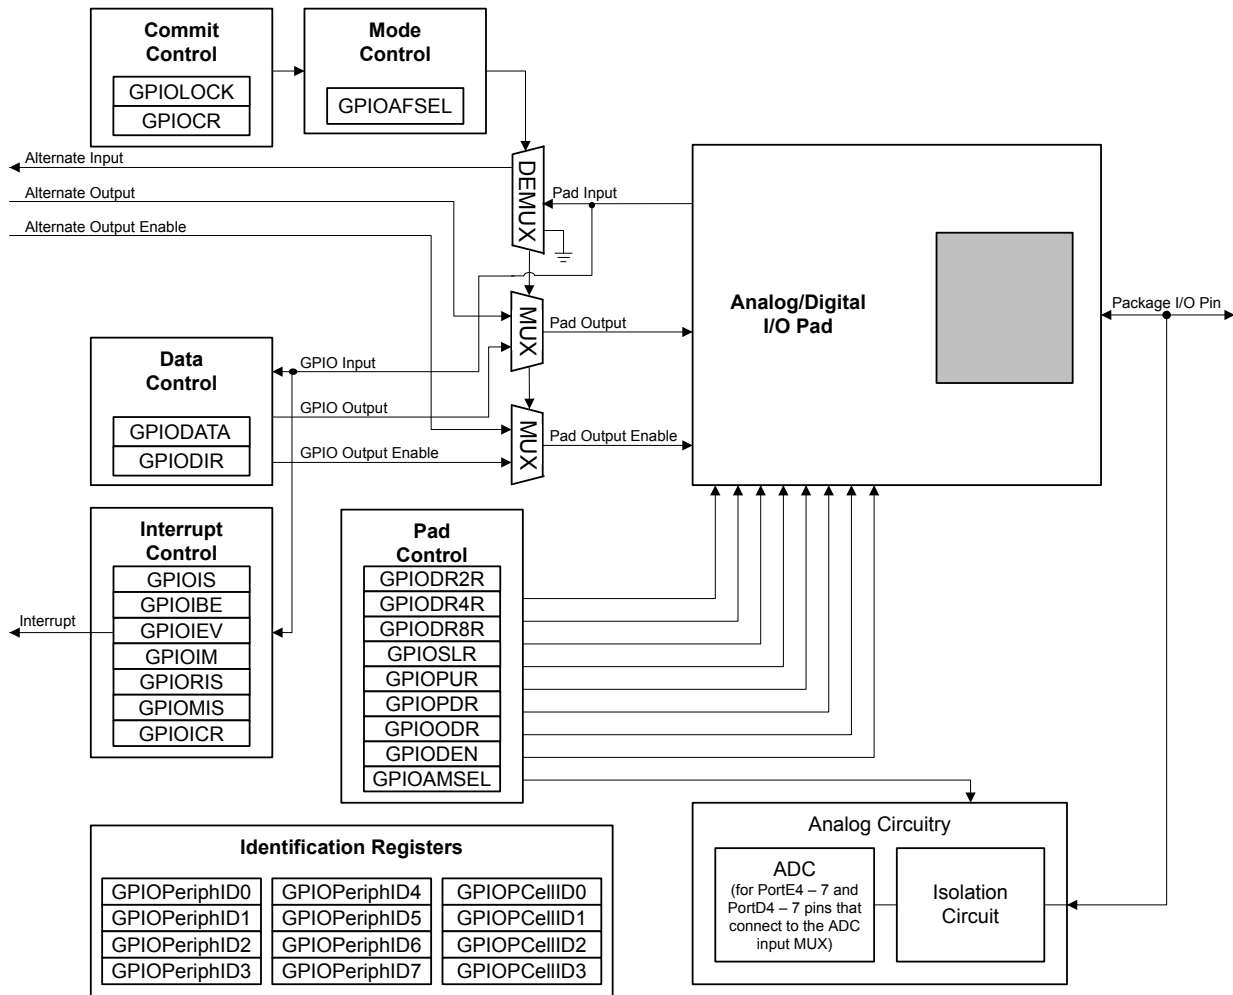 Commit
Control
GPIOLOCK
GPIOCR
Mode
Control
GPIOAFSEL
Alternate Input
Alternate Output
Alternate Output Enable
DEMUX
Pad Input
MUX
Pad Output
MUX
Pad Output Enable
Analog/Digital
I/O Pad
Package I/O Pin
Data
Control
GPIODATA
GPIODIR
GPIO Input
GPIO Output
GPIO Output Enable
Interrupt
Control
GPIOIS
GPIOIBE
GPIOIEV
GPIOIM
GPIORIS
GPIOMIS
GPIOICR
Interrupt
Pad
Control
GPIODR2R
GPIODR4R
GPIODR8R
GPIOSLR
GPIOPUR
GPIOPDR
GPIOODR
GPIODEN
GPIOAMSEL
Analog Circuitry
ADC
(for PortE4 – 7 and
PortD4 – 7 pins that
connect to the ADC
input MUX)
Isolation
Circuit
Identification Registers
GPIOPeriphID0
GPIOPeriphID1
GPIOPeriphID2
GPIOPeriphID3
GPIOPeriphID4
GPIOPeriphID5
GPIOPeriphID6
GPIOPeriphID7
GPIOPCellID0
GPIOPCellID1
GPIOPCellID2
GPIOPCellID3